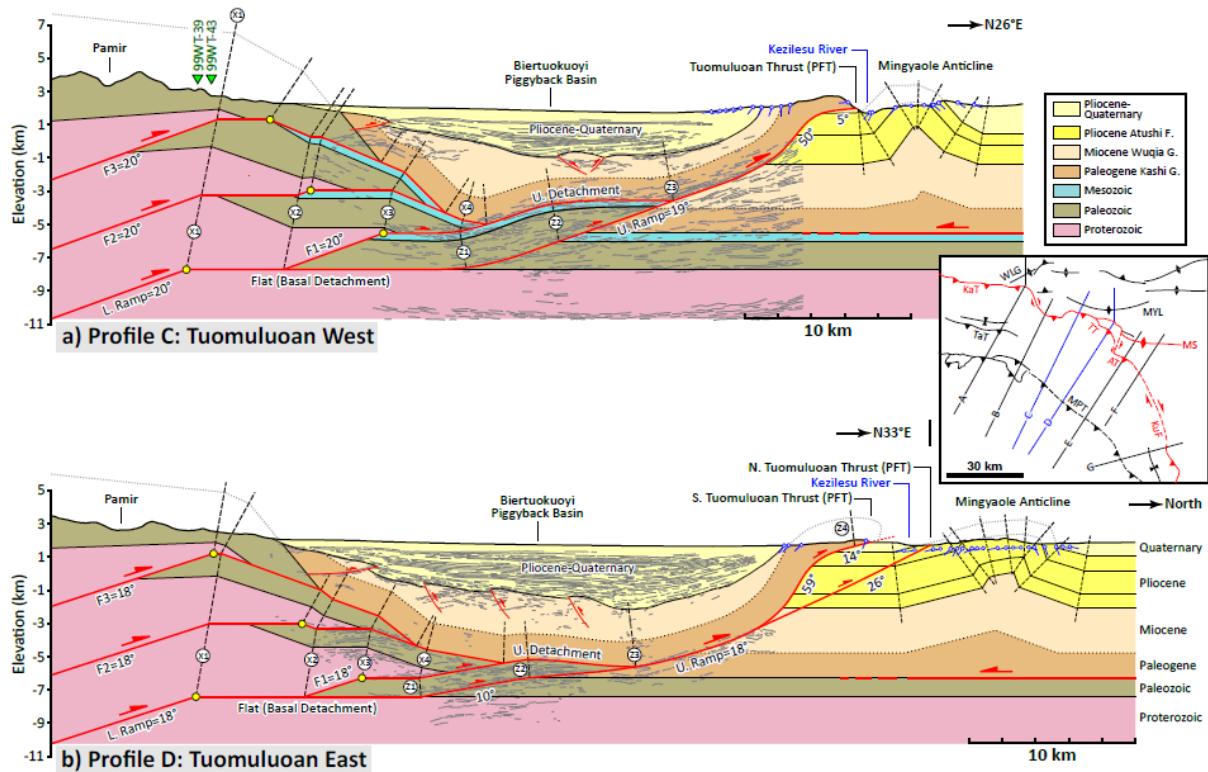 7
5
3
1
-1
-3
-5
-7
-9
-11
Elevation (km)
Pamir
99WT-39
99WT-43
X1
Biertuokuoyi
Piggyback Basin
N26°E
Kezilesu River
Tuomuluoan Thrust (PFT)
Mingyaole Anticline
Pliocene-Quaternary
5°
50°
F3=20°
F2=20°
F1=20°
L. Ramp=20°
X1
X2
X3
X4
Z1
Z2
Z3
U. Detachment
U. Ramp=19°
Flat (Basal Detachment)
10 km
a) Profile C: Tuomuluoan West
Pliocene-
Quaternary
Pliocene Atushi F.
Miocene Wuqia G.
Paleogene Kashi G.
Mesozoic
Paleozoic
Proterozoic
WLG
KaT
MYL
TaT
TT
MS
AT
MPT
KuF
A
B
C
D
E
F
G
30 km
N33°E
N. Tuomuluoan Thrust (PFT)
Kezilesu River
S. Tuomuluoan Thrust (PFT)
Mingyaole Anticline
North
5
3
1
-1
-3
-5
-7
-9
-11
Elevation (km)
Pamir
Biertuokuoyi
Piggyback Basin
Z4
Pliocene-Quaternary
14°
59°
26°
F3=18°
F2=18°
F1=18°
L. Ramp=18°
X1
X2
X3
X4
Z1
Z2
Z3
10°
U. Detachment
U. Ramp=18°
Flat (Basal Detachment)
Quaternary
Pliocene
Miocene
Paleogene
Paleozoic
Proterozoic
10 km
b) Profile D: Tuomuluoan East